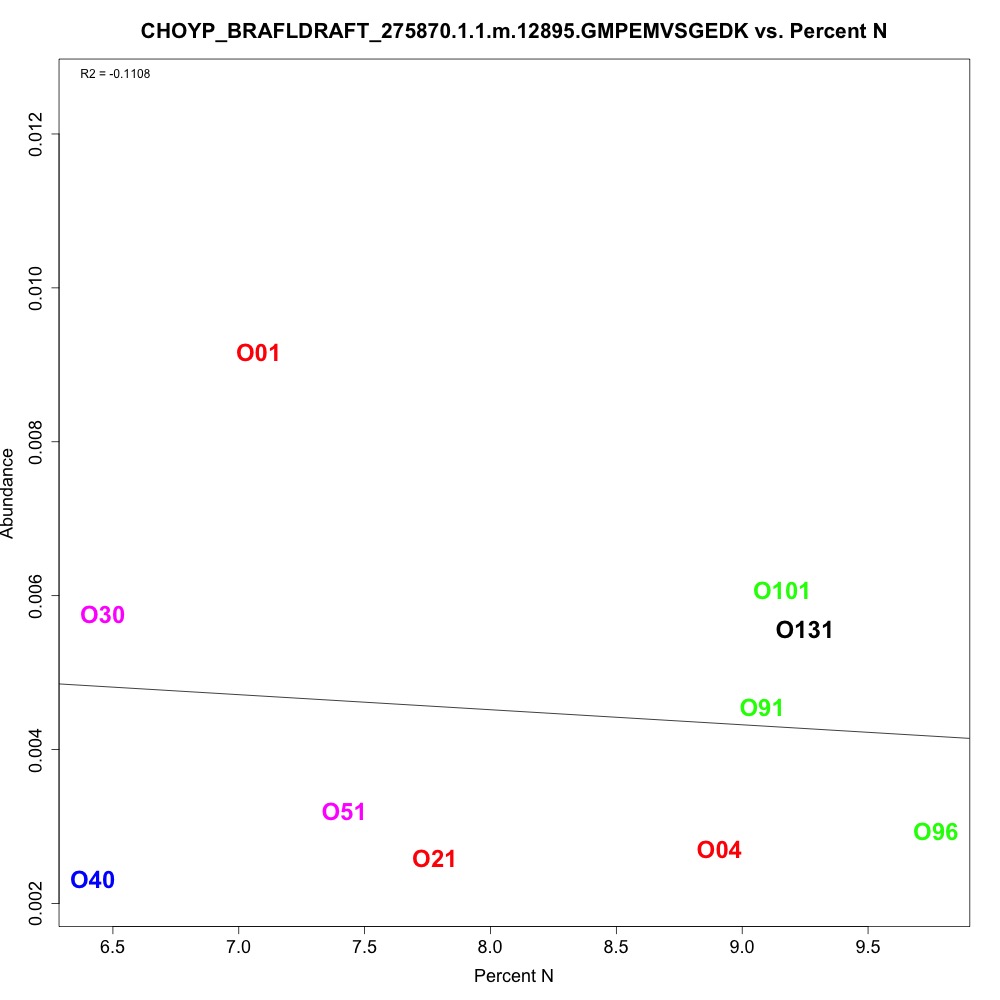 CHOYP_BRAFLDRAFT_275870.1.1.m.12895.GMPEMVSGEDK vs. Percent N
R2 = -0.1108
0.012
0.010
0.008
0.006
0.004
0.002
Abundance
O01
O101
O30
O131
O91
O51
O96
O04
O21
O40
6.5 7.0 7.5 8.0 8.5 9.0 9.5
Percent N